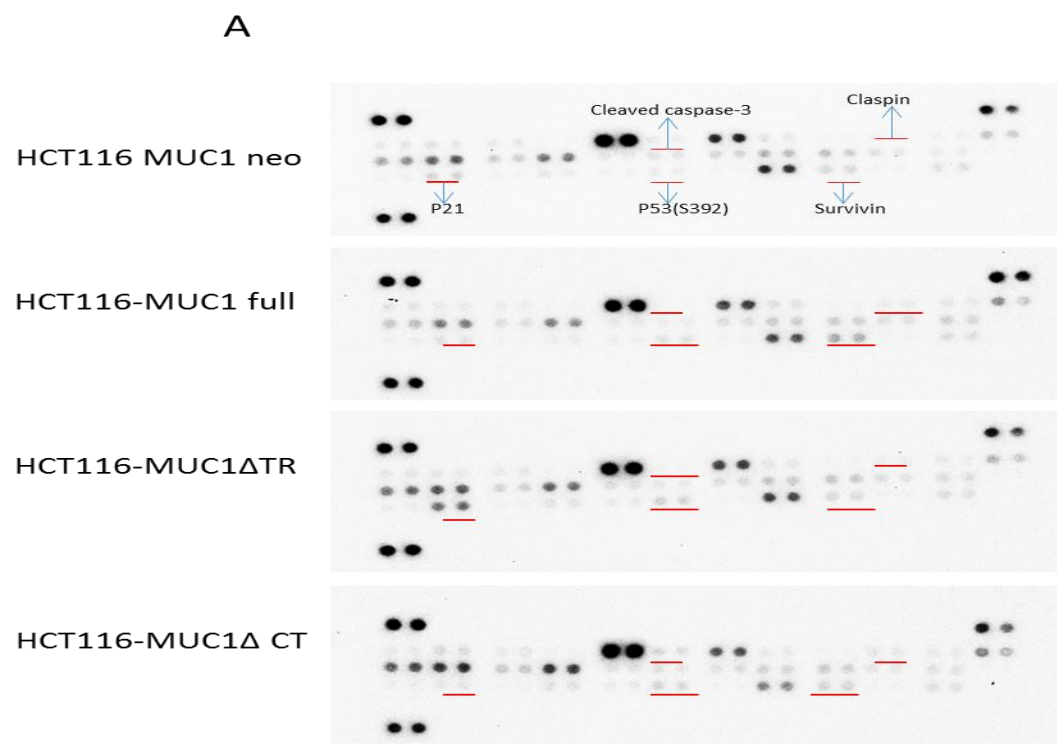 A
Cleaved caspase-3
Claspin
HCT116 MUC1 neo
P21
P53(S392)
Survivin
HCT116-MUC1 full
HCT116-MUC1ΔTR
HCT116-MUC1Δ CT